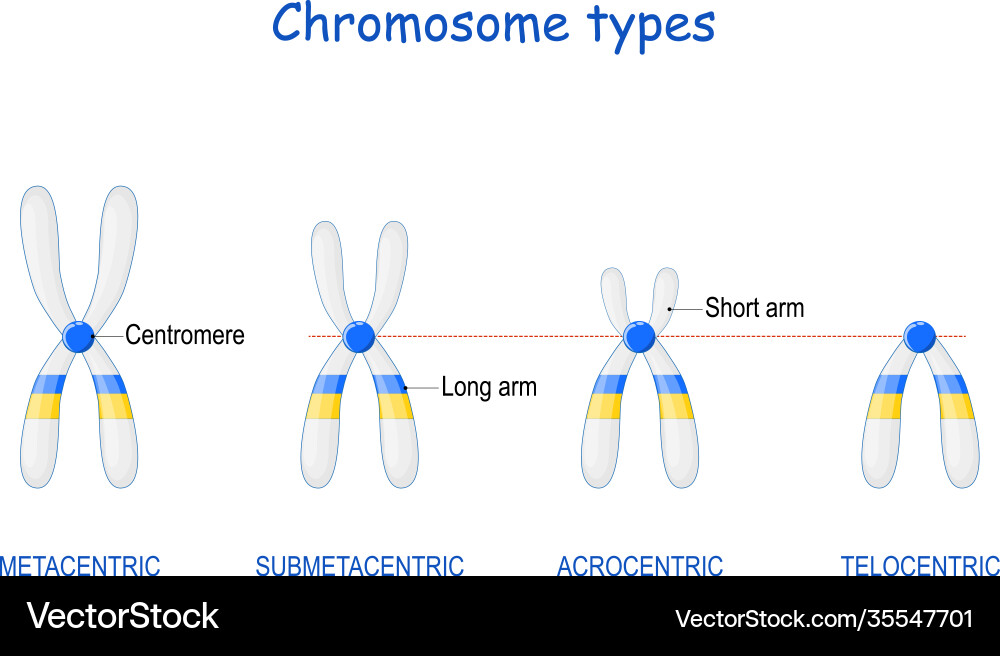 Chromosome types
Centromere
Long arm
Short arm
METACENTRIC
SUBMETACENTRIC
ACROCENTRIC
TELOCENTRIC
VectorStock
VectorStock.com/35547701